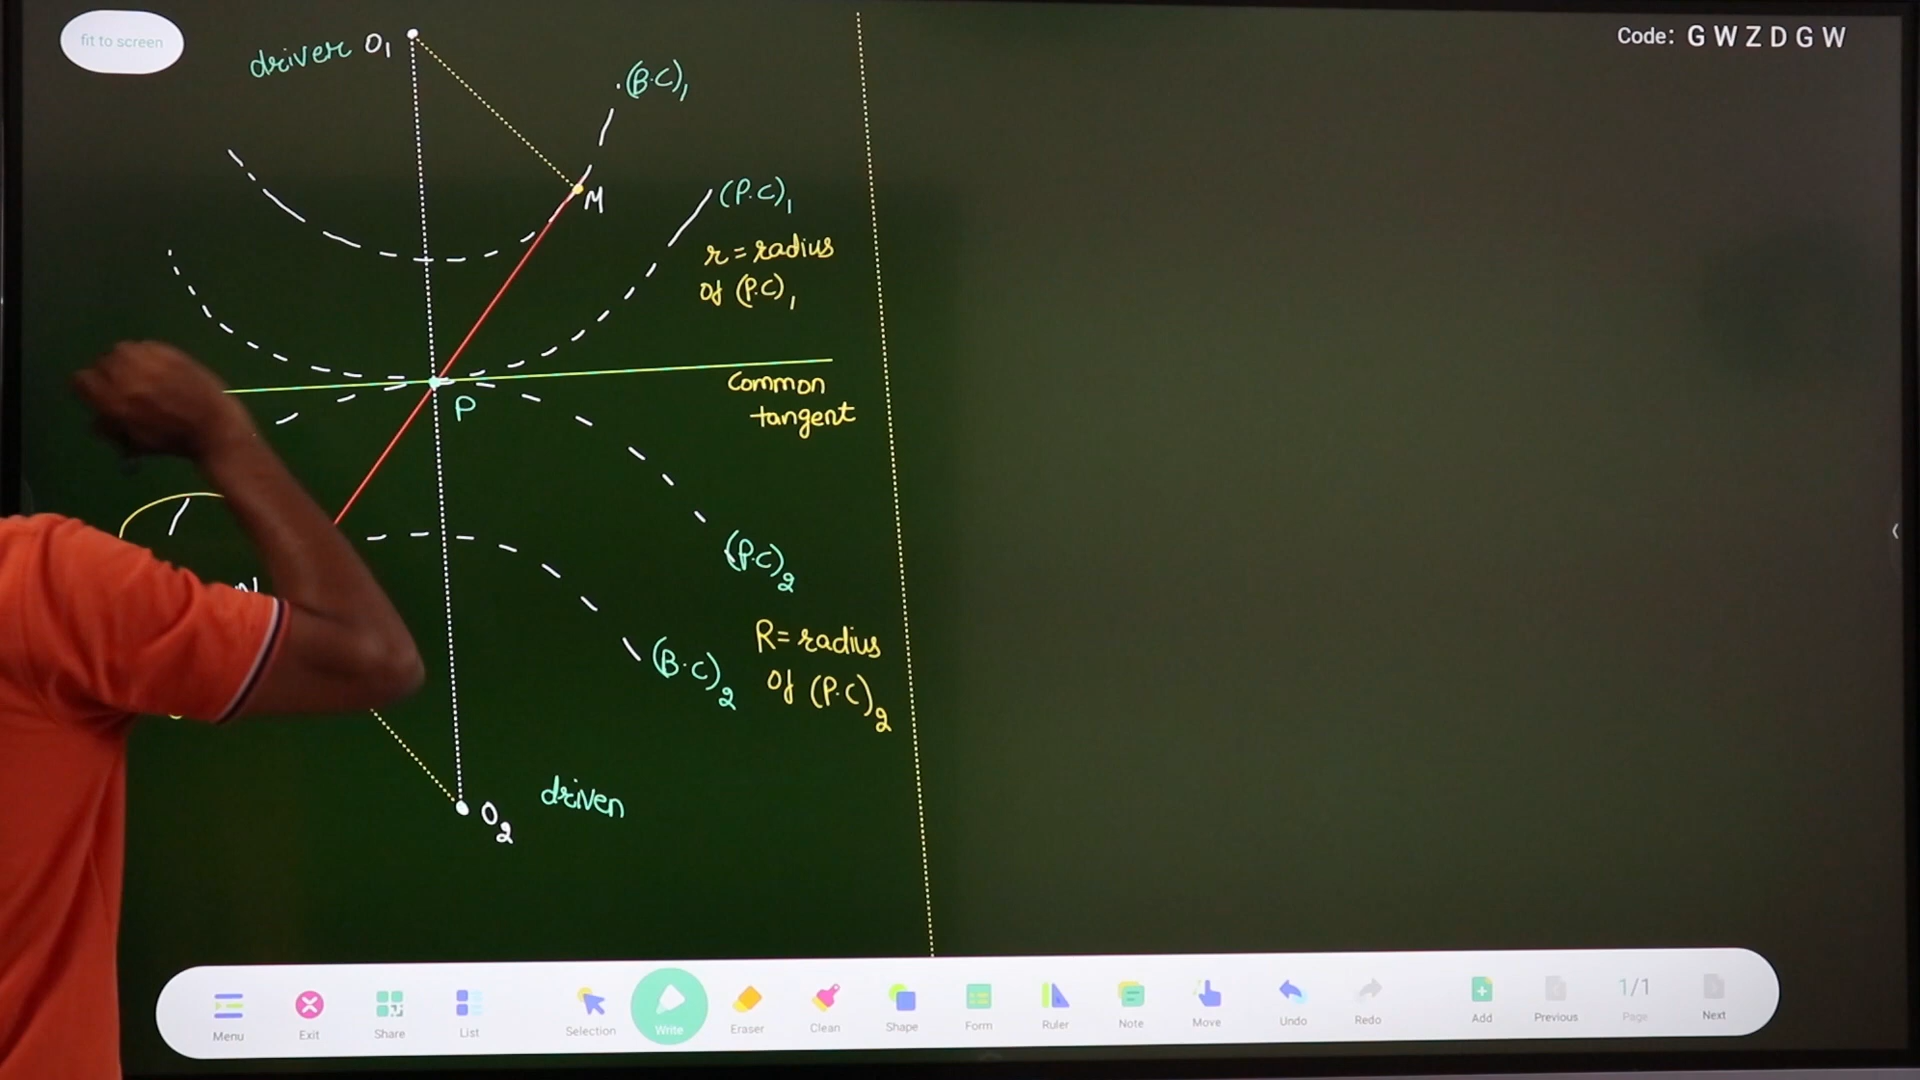 fit to screen
Code: GWZDGW
driver O1
(B.C)1
M
(P.C)1
r = radius
of (P.C)1
Common
tangent
P
(P.C)2
N
R = radius
of (P.C)2
(B.C)2
driven
O2
Menu
Exit
Share
List
Selection
Write
Eraser
Clean
Shape
Form
Ruler
Note
Move
Undo
Redo
Add
Previous
1/1
Page
Next